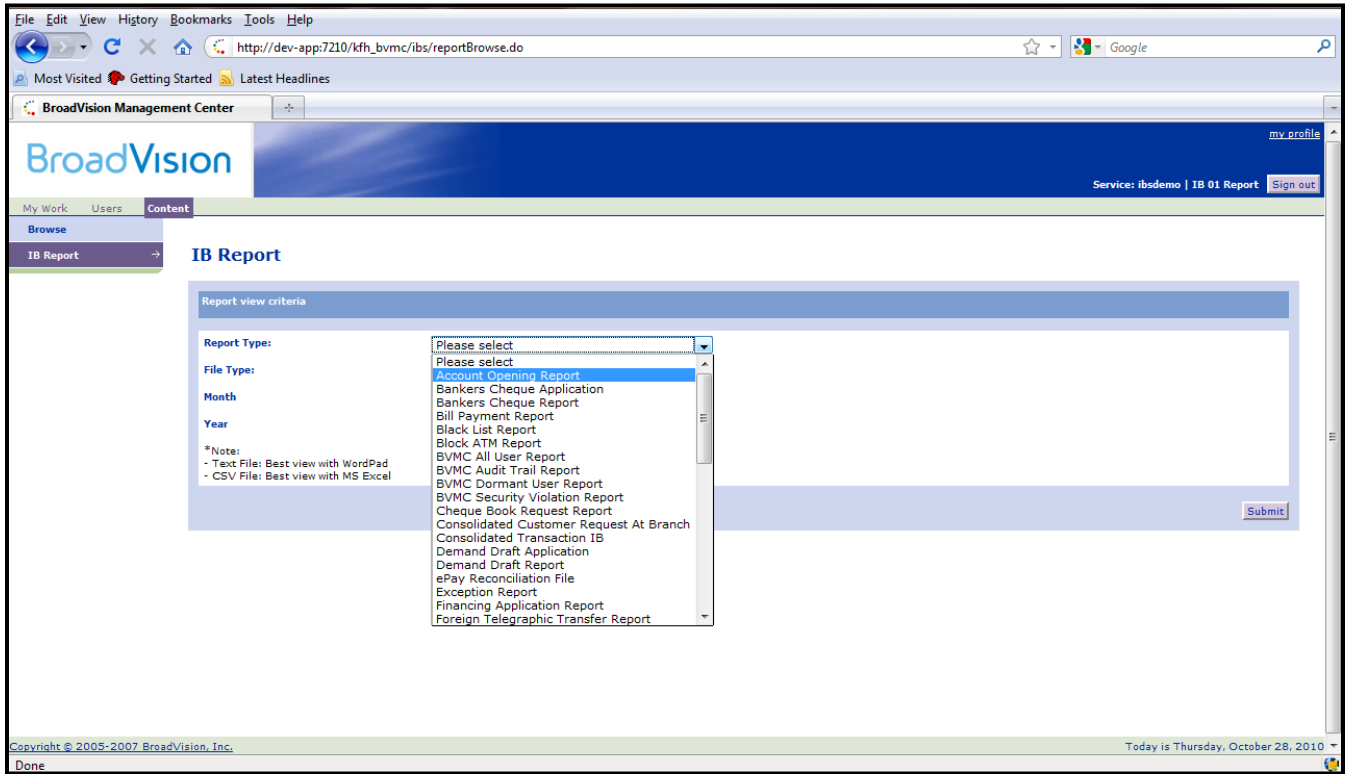 File Edit View History Bookmarks Tools Help
http://dev-app:7210/kfh_bvmc/ibs/reportBrowse.do
Google
Most Visited Getting Started Latest Headlines
BroadVision Management Center
my profile
BroadVision
Service: ibsdemo | IB 01 Report Sign out
My Work Users Content
Browse
IB Report
IB Report
Report view criteria
Report Type:
Please select
File Type:
Month
Year
*Note:
- Text File: Best view with WordPad
- CSV File: Best view with MS Excel
Please select
Account Opening Report
Bankers Cheque Application
Bankers Cheque Report
Bill Payment Report
Black List Report
Block ATM Report
BVMC All User Report
BVMC Audit Trail Report
BVMC Dormant User Report
BVMC Security Violation Report
Cheque Book Request Report
Consolidated Customer Request At Branch
Consolidated Transaction IB
Demand Draft Application
Demand Draft Report
ePay Reconciliation File
Exception Report
Financing Application Report
Foreign Telegraphic Transfer Report
Submit
Copyright © 2005-2007 BroadVision, Inc.
Today is Thursday, October 28, 2010
Done